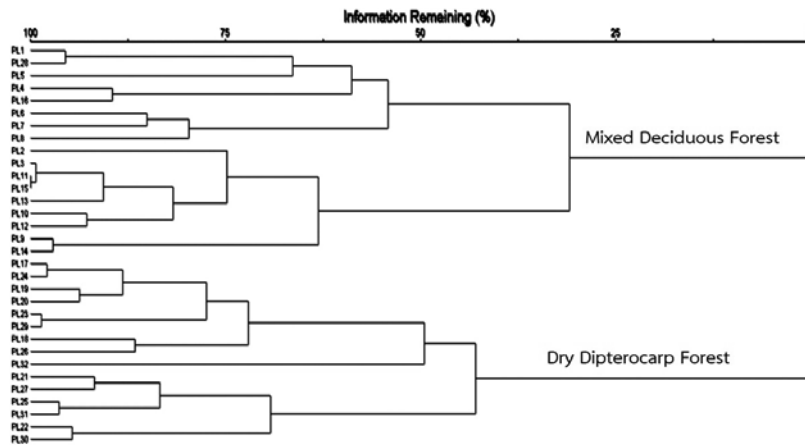 Information Remaining (%)
100 75 50 25
PL1
PL28
PL5
PL4
PL16
PL6
PL7
PL8
Mixed Deciduous Forest
PL2
PL3
PL11
PL15
PL13
PL10
PL12
PL9
PL14
PL17
PL24
PL19
PL20
PL23
PL29
PL18
PL26
PL32
Dry Dipterocarp Forest
PL21
PL27
PL25
PL31
PL22
PL30